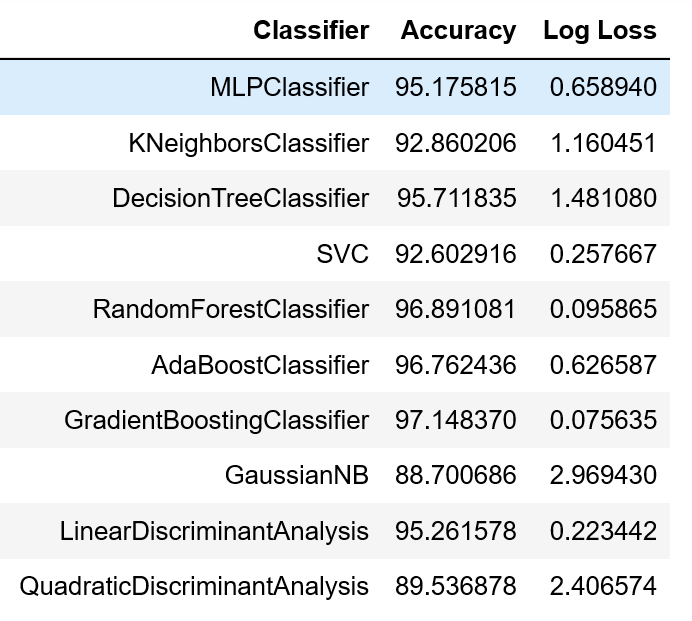 Classifier Accuracy Log Loss
MLPClassifier 95.175815 0.658940
KNeighborsClassifier 92.860206 1.160451
DecisionTreeClassifier 95.711835 1.481080
SVC 92.602916 0.257667
RandomForestClassifier 96.891081 0.095865
AdaBoostClassifier 96.762436 0.626587
GradientBoostingClassifier 97.148370 0.075635
GaussianNB 88.700686 2.969430
LinearDiscriminantAnalysis 95.261578 0.223442
QuadraticDiscriminantAnalysis 89.536878 2.406574